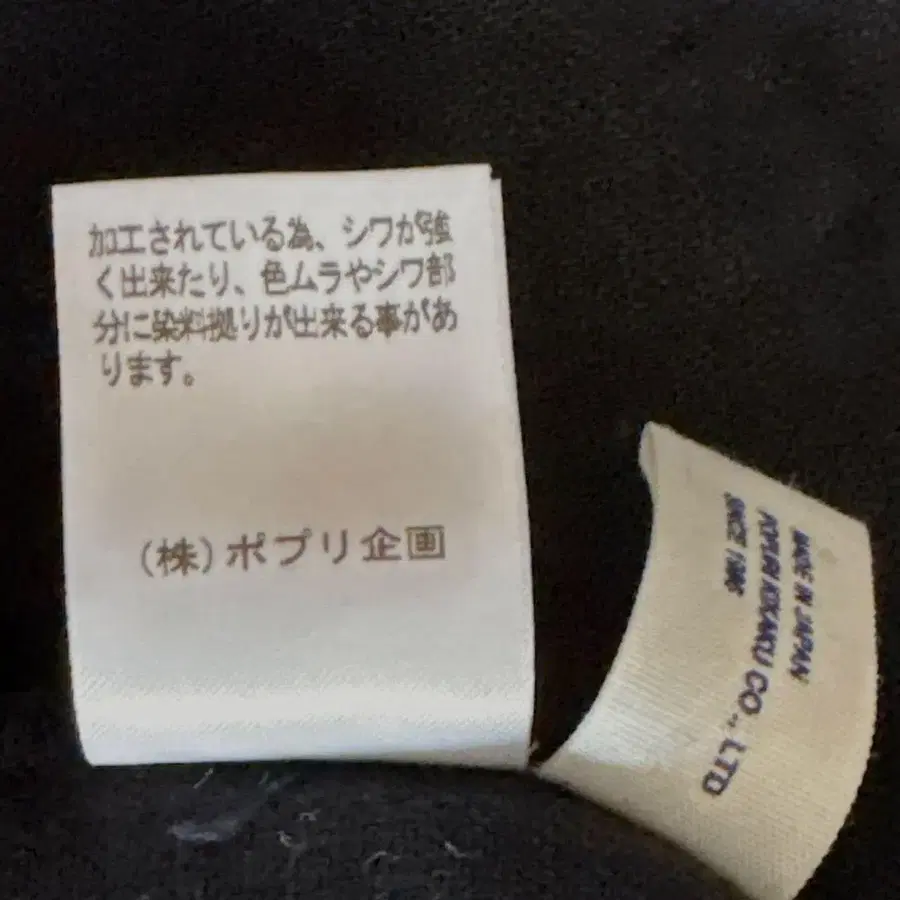 加工されている為、シワが強
く出来たり、色ムラやシワ部
分に染料拠りが出来る事があ
ります。
(株)ポプリ企画
MADE IN JAPAN
POPURI KIKAKU CO., LTD
SINCE